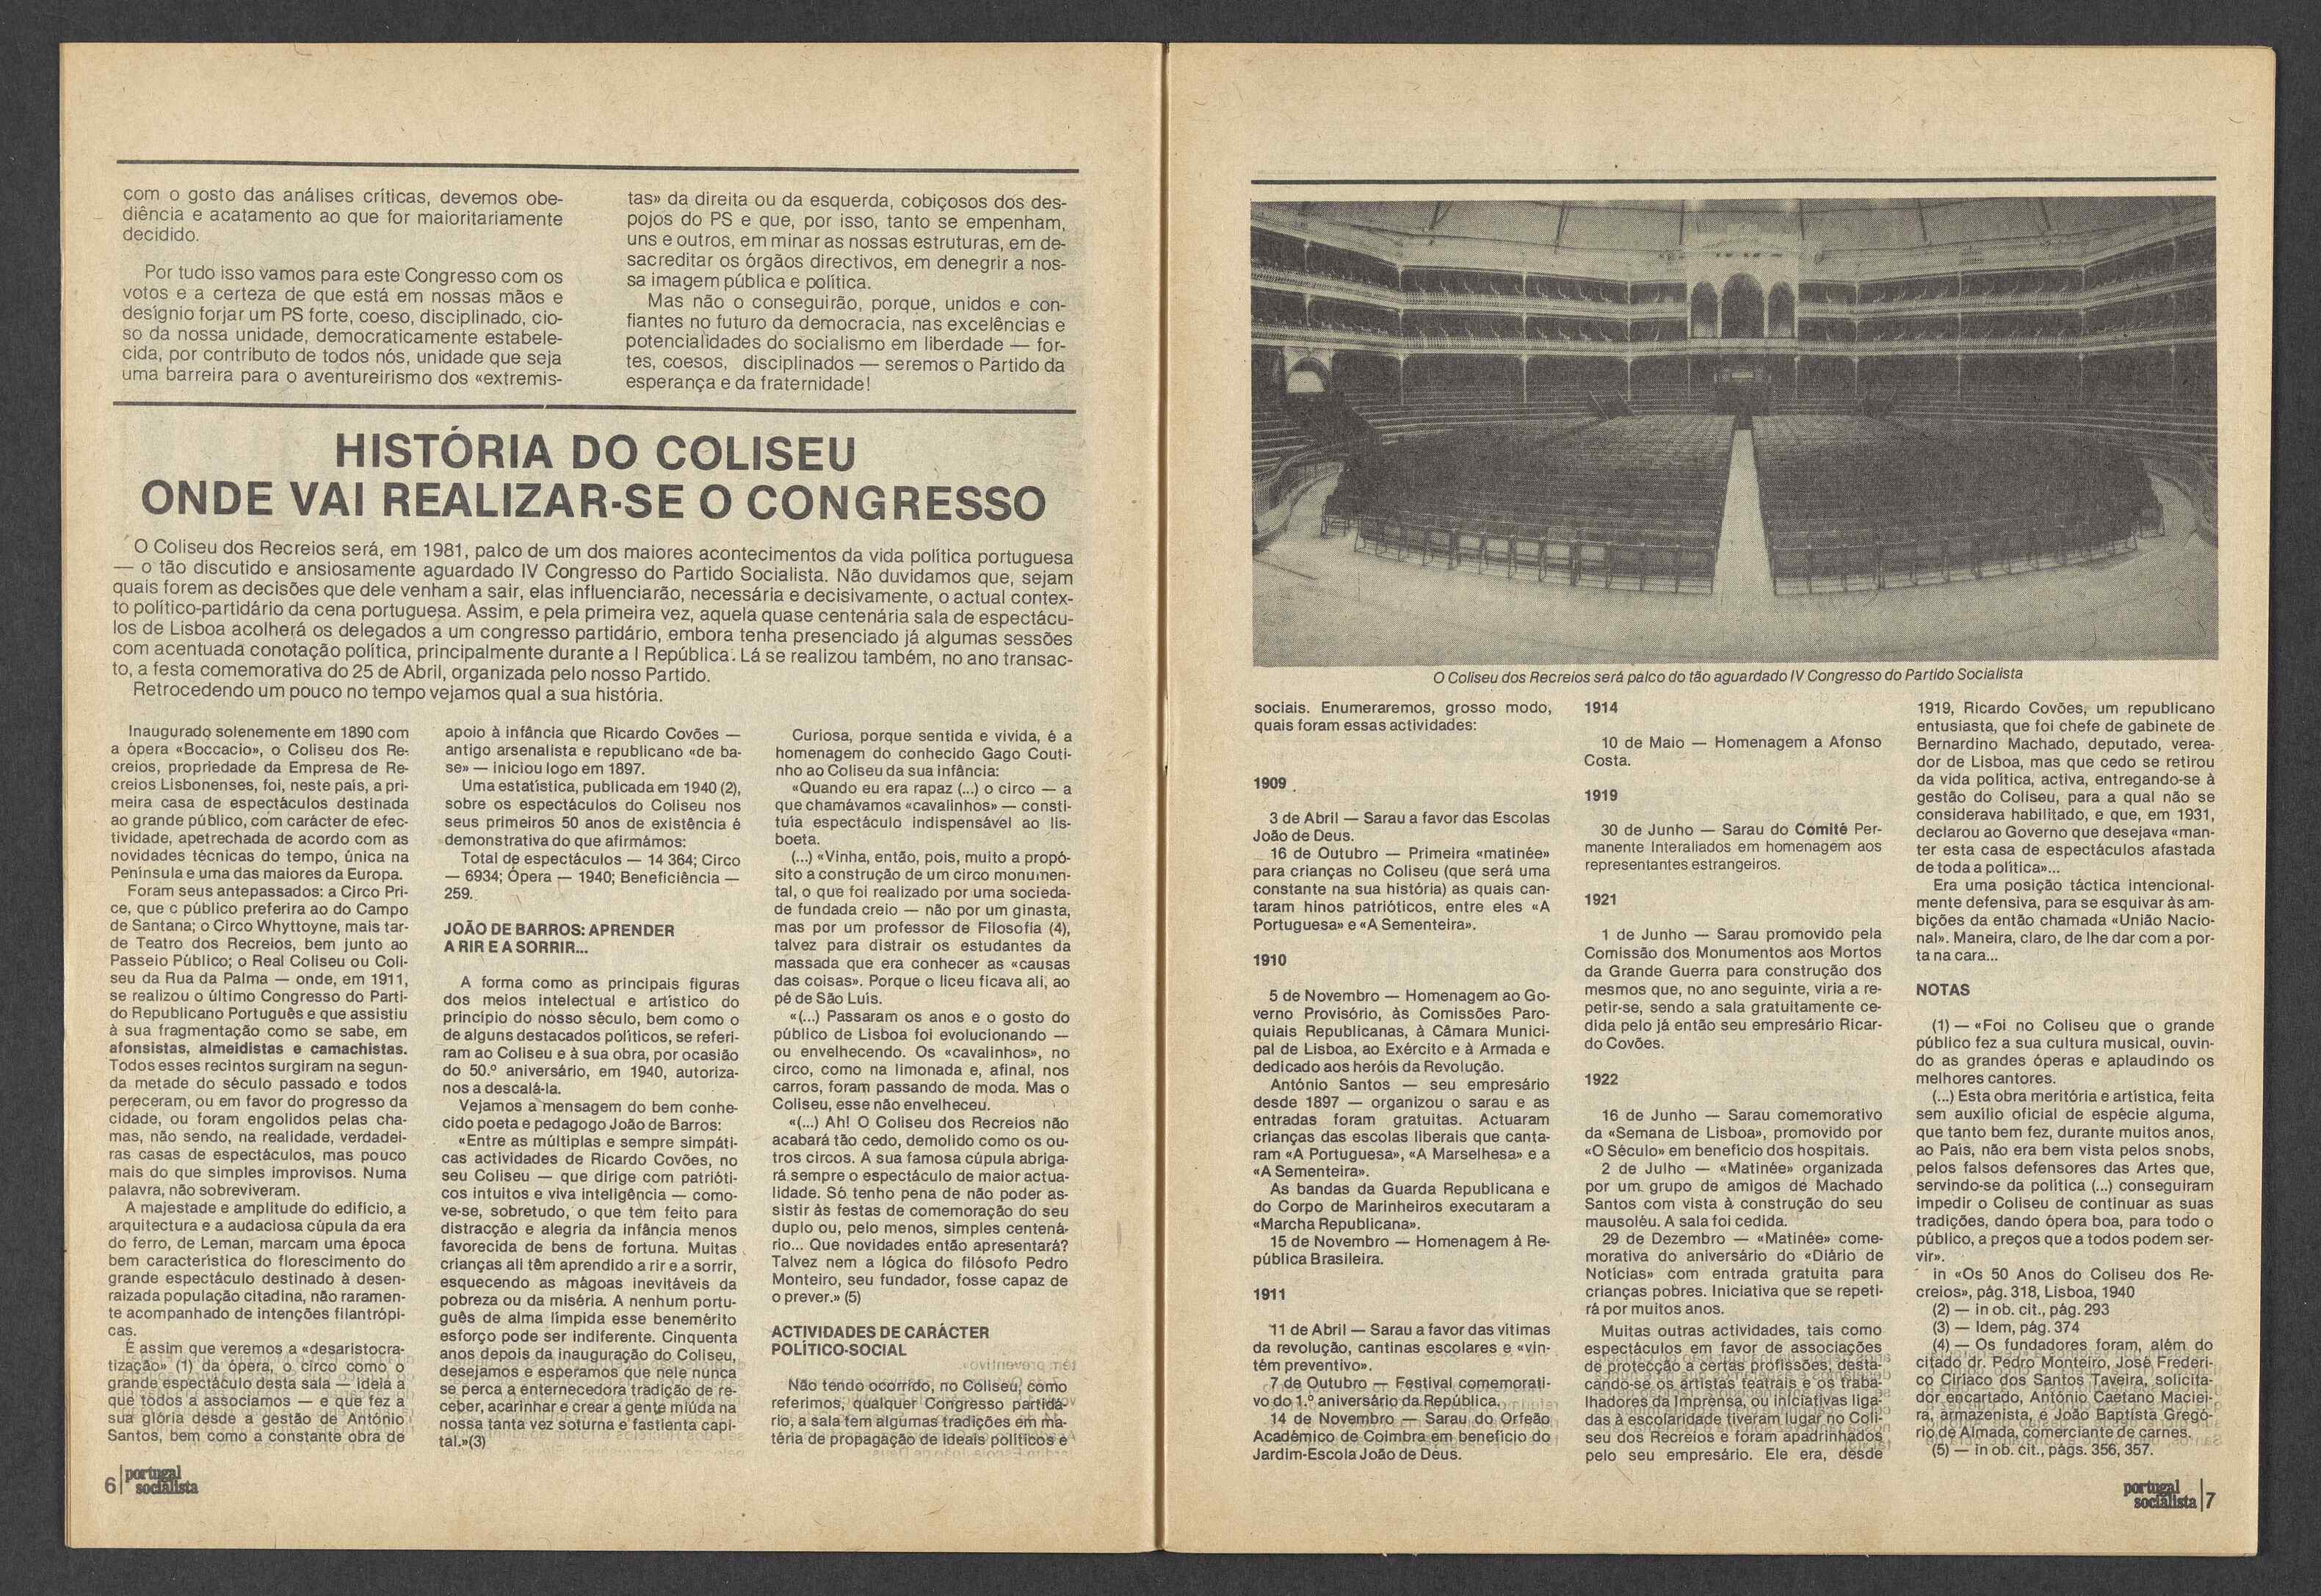 com o gosto das análises críticas, devemos obe-
diência e acatamento ao que for maioritariamente
decidido.
Por tudo isso vamos para este Congresso com os
votos e a certeza de que está em nossas mãos e
desígnio forjar um PS forte, coeso, disciplinado, cio-
so da nossa unidade, democraticamente estabele-
cida, por contributo de todos nós, unidade que seja
uma barreira para o aventureirismo dos «extremis-
tas» da direita ou da esquerda, cobiçosos dos des-
pojos do PS e que, por isso, tanto se empenham,
uns e outros, em minar as nossas estruturas, em de-
sacreditar os órgãos directivos, em denegrir a nos-
sa imagem pública e política.
Mas não o conseguirão, porque, unidos e con-
fiantes no futuro da democracia, nas excelências e
potencialidades do socialismo em liberdade — for-
tes, coesos, disciplinados — seremos o Partido da
esperança e da fraternidade!
HISTÓRIA DO COLISEU
ONDE VAI REALIZAR-SE O CONGRESSO
O Coliseu dos Recreios será, em 1981, palco de um dos maiores acontecimentos da vida política portuguesa
— o tão discutido e ansiosamente aguardado IV Congresso do Partido Socialista. Não duvidamos que, sejam
quais forem as decisões que dele venham a sair, elas influenciarão, necessária e decisivamente, o actual contex-
to político-partidário da cena portuguesa. Assim, e pela primeira vez, aquela quase centenária sala de espectácu-
los de Lisboa acolherá os delegados a um congresso partidário, embora tenha presenciado já algumas sessões
com acentuada conotação política, principalmente durante a I República. Lá se realizou também, no ano transac-
to, a festa comemorativa do 25 de Abril, organizada pelo nosso Partido.
Retrocedendo um pouco no tempo vejamos qual a sua história.
Inaugurado solenemente em 1890 com
a ópera «Boccacio», o Coliseu dos Re-
creios, propriedade da Empresa de Re-
creios Lisbonenses, foi, neste país, a pri-
meira casa de espectáculos destinada
ao grande público, com carácter de efec-
tividade, apetrechada de acordo com as
novidades técnicas do tempo, única na
Península e uma das maiores da Europa.
Foram seus antepassados: a Circo Pri-
ce, que c público preferira ao do Campo
de Santana; o Circo Whyttoyne, mais tar-
de Teatro dos Recreios, bem junto ao
Passeio Público; o Real Coliseu ou Coli-
seu da Rua da Palma — onde, em 1911,
se realizou o último Congresso do Parti-
do Republicano Português e que assistiu
à sua fragmentação como se sabe, em
afonsistas, almeidistas e camachistas.
Todos esses recintos surgiram na segun-
da metade do século passado e todos
pereceram, ou em favor do progresso da
cidade, ou foram engolidos pelas cha-
mas, não sendo, na realidade, verdadei-
ras casas de espectáculos, mas pouco
mais do que simples improvisos. Numa
palavra, não sobreviveram.
A majestade e amplitude do edifício, a
arquitectura e a audaciosa cúpula da era
do ferro, de Leman, marcam uma época
bem característica do florescimento do
grande espectáculo destinado à desen-
raizada população citadina, não raramen-
te acompanhado de intenções filantrópi-
cas.
É assim que veremos a «desaristocra-
tização» (1) da ópera, o circo como o
grande espectáculo desta sala — ideia a
que todos a associamos — e que fez a
sua glória desde a gestão de António
Santos, bem como a constante obra de
apoio à infância que Ricardo Covões —
antigo arsenalista e republicano «de ba-
se» — iniciou logo em 1897.
Uma estatística, publicada em 1940 (2),
sobre os espectáculos do Coliseu nos
seus primeiros 50 anos de existência é
demonstrativa do que afirmámos:
Total de espectáculos — 14 364; Circo
— 6934; Ópera — 1940; Beneficiência —
259.
JOÃO DE BARROS: APRENDER
A RIR E A SORRIR...
A forma como as principais figuras
dos meios intelectual e artístico do
princípio do nosso século, bem como o
de alguns destacados políticos, se referi-
ram ao Coliseu e à sua obra, por ocasião
do 50.º aniversário, em 1940, autoriza-
nos a descalá-la.
Vejamos a mensagem do bem conhe-
cido poeta e pedagogo João de Barros:
«Entre as múltiplas e sempre simpáti-
cas actividades de Ricardo Covões, no
seu Coliseu — que dirige com patrióti-
cos intuitos e viva inteligência — como-
ve-se, sobretudo, o que tem feito para
distracção e alegria da infância menos
favorecida de bens de fortuna. Muitas
crianças ali têm aprendido a rir e a sorrir,
esquecendo as mágoas inevitáveis da
pobreza ou da miséria. A nenhum portu-
guês de alma límpida esse benemérito
esforço pode ser indiferente. Cinquenta
anos depois da inauguração do Coliseu,
desejamos e esperamos que nele nunca
se perca a enternecedora tradição de re-
ceber, acarinhar e crear a gente miúda na
nossa tanta vez soturna e fastienta capi-
tal.»(3)
Curiosa, porque sentida e vivida, é a
homenagem do conhecido Gago Couti-
nho ao Coliseu da sua infância:
«Quando eu era rapaz (...) o circo — a
que chamávamos «cavalinhos» — consti-
tuía espectáculo indispensável ao lis-
boeta.
(...) «Vinha, então, pois, muito a propó-
sito a construção de um circo monumen-
tal, o que foi realizado por uma socieda-
de fundada creio — não por um ginasta,
mas por um professor de Filosofia (4),
talvez para distrair os estudantes da
massada que era conhecer as «causas
das coisas». Porque o liceu ficava ali, ao
pé de São Luís.
«(...) Passaram os anos e o gosto do
público de Lisboa foi evolucionando —
ou envelhecendo. Os «cavalinhos», no
circo, como na limonada e, afinal, nos
carros, foram passando de moda. Mas o
Coliseu, esse não envelheceu.
«(...) Ah! O Coliseu dos Recreios não
acabará tão cedo, demolido como os ou-
tros circos. A sua famosa cúpula abriga-
rá sempre o espectáculo de maior actua-
lidade. Só tenho pena de não poder as-
sistir às festas de comemoração do seu
duplo ou, pelo menos, simples centená-
rio... Que novidades então apresentará?
Talvez nem a lógica do filósofo Pedro
Monteiro, seu fundador, fosse capaz de
o prever.» (5)
ACTIVIDADES DE CARÁCTER
POLÍTICO-SOCIAL
Não tendo ocorrido, no Coliseu, como
referimos, qualquer Congresso partidá-
rio, a sala tem algumas tradições em ma-
téria de propagação de ideais políticos e
6 portugal
socialista
O Coliseu dos Recreios será palco do tão aguardado IV Congresso do Partido Socialista
sociais. Enumeraremos, grosso modo,
quais foram essas actividades:
1909
3 de Abril — Sarau a favor das Escolas
João de Deus.
16 de Outubro — Primeira «matinée»
para crianças no Coliseu (que será uma
constante na sua história) as quais can-
taram hinos patrióticos, entre eles «A
Portuguesa» e «A Sementeira».
1910
5 de Novembro — Homenagem ao Go-
verno Provisório, às Comissões Paro-
quiais Republicanas, à Câmara Munici-
pal de Lisboa, ao Exército e à Armada e
dedicado aos heróis da Revolução.
António Santos — seu empresário
desde 1897 — organizou o sarau e as
entradas foram gratuitas. Actuaram
crianças das escolas liberais que canta-
ram «A Portuguesa», «A Marselhesa» e a
«A Sementeira».
As bandas da Guarda Republicana e
do Corpo de Marinheiros executaram a
«Marcha Republicana».
15 de Novembro — Homenagem à Re-
pública Brasileira.
1911
11 de Abril — Sarau a favor das vítimas
da revolução, cantinas escolares e «vin-
tém preventivo».
7 de Outubro — Festival comemorati-
vo do 1.º aniversário da República.
14 de Novembro — Sarau do Orfeão
Académico de Coimbra em benefício do
Jardim-Escola João de Deus.
1914
10 de Maio — Homenagem a Afonso
Costa.
1919
30 de Junho — Sarau do Comité Per-
manente Interaliados em homenagem aos
representantes estrangeiros.
1921
1 de Junho — Sarau promovido pela
Comissão dos Monumentos aos Mortos
da Grande Guerra para construção dos
mesmos que, no ano seguinte, viria a re-
petir-se, sendo a sala gratuitamente ce-
dida pelo já então seu empresário Ricar-
do Covões.
1922
16 de Junho — Sarau comemorativo
da «Semana de Lisboa», promovido por
«O Século» em benefício dos hospitais.
2 de Julho — «Matinée» organizada
por um grupo de amigos de Machado
Santos com vista à construção do seu
mausoléu. A sala foi cedida.
29 de Dezembro — «Matinée» come-
morativa do aniversário do «Diário de
Notícias» com entrada gratuita para
crianças pobres. Iniciativa que se repeti-
rá por muitos anos.
Muitas outras actividades, tais como
espectáculos em favor de associações
de protecção a certas profissões, desta-
cando-se os artistas teatrais e os traba-
lhadores da Imprensa, ou iniciativas liga-
das à escolaridade tiveram lugar no Coli-
seu dos Recreios e foram apadrinhados
pelo seu empresário. Ele era, desde
1919, Ricardo Covões, um republicano
entusiasta, que foi chefe de gabinete de
Bernardino Machado, deputado, verea-
dor de Lisboa, mas que cedo se retirou
da vida política, activa, entregando-se à
gestão do Coliseu, para a qual não se
considerava habilitado, e que, em 1931,
declarou ao Governo que desejava «man-
ter esta casa de espectáculos afastada
de toda a política»...
Era uma posição táctica intencional-
mente defensiva, para se esquivar às am-
bições da então chamada «União Nacio-
nal». Maneira, claro, de lhe dar com a por-
ta na cara...
NOTAS
(1) — «Foi no Coliseu que o grande
público fez a sua cultura musical, ouvin-
do as grandes óperas e aplaudindo os
melhores cantores.
(...) Esta obra meritória e artística, feita
sem auxílio oficial de espécie alguma,
que tanto bem fez, durante muitos anos,
ao País, não era bem vista pelos snobs,
pelos falsos defensores das Artes que,
servindo-se da política (...) conseguiram
impedir o Coliseu de continuar as suas
tradições, dando ópera boa, para todo o
público, a preços que a todos podem ser-
vir».
in «Os 50 Anos do Coliseu dos Re-
creios», pág. 318, Lisboa, 1940
(2) — in ob. cit., pág. 293
(3) — Idem, pág. 374
(4) — Os fundadores foram, além do
citado dr. Pedro Monteiro, José Frederi-
co Ciríaco dos Santos Taveira, solicita-
dor encartado, António Caetano Maciei-
ra, armazenista, e João Baptista Gregó-
rio de Almada, comerciante de carnes.
(5) — in ob. cit., págs. 356, 357.
portugal
socialista 7